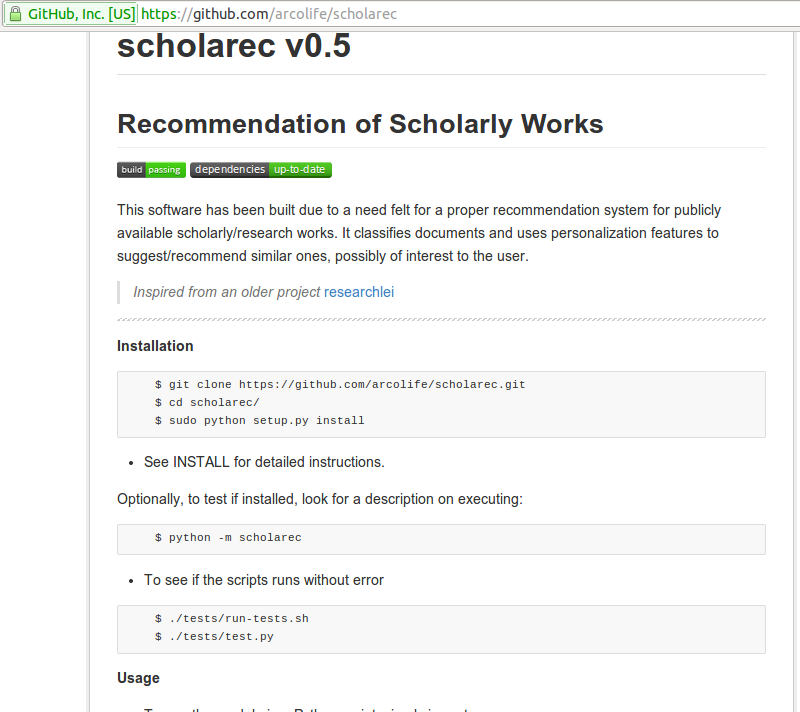 GitHub, Inc. [US] https://github.com/arcolife/scholarec
scholarec v0.5
Recommendation of Scholarly Works
build passing dependencies up-to-date
This software has been built due to a need felt for a proper recommendation system for publicly
available scholarly/research works. It classifies documents and uses personalization features to
suggest/recommend similar ones, possibly of interest to the user.
Inspired from an older project researchlei
Installation
$ git clone https://github.com/arcolife/scholarec.git
$ cd scholarec/
$ sudo python setup.py install
• See INSTALL for detailed instructions.
Optionally, to test if installed, look for a description on executing:
$ python -m scholarec
• To see if the scripts runs without error
$ ./tests/run-tests.sh
$ ./tests/test.py
Usage